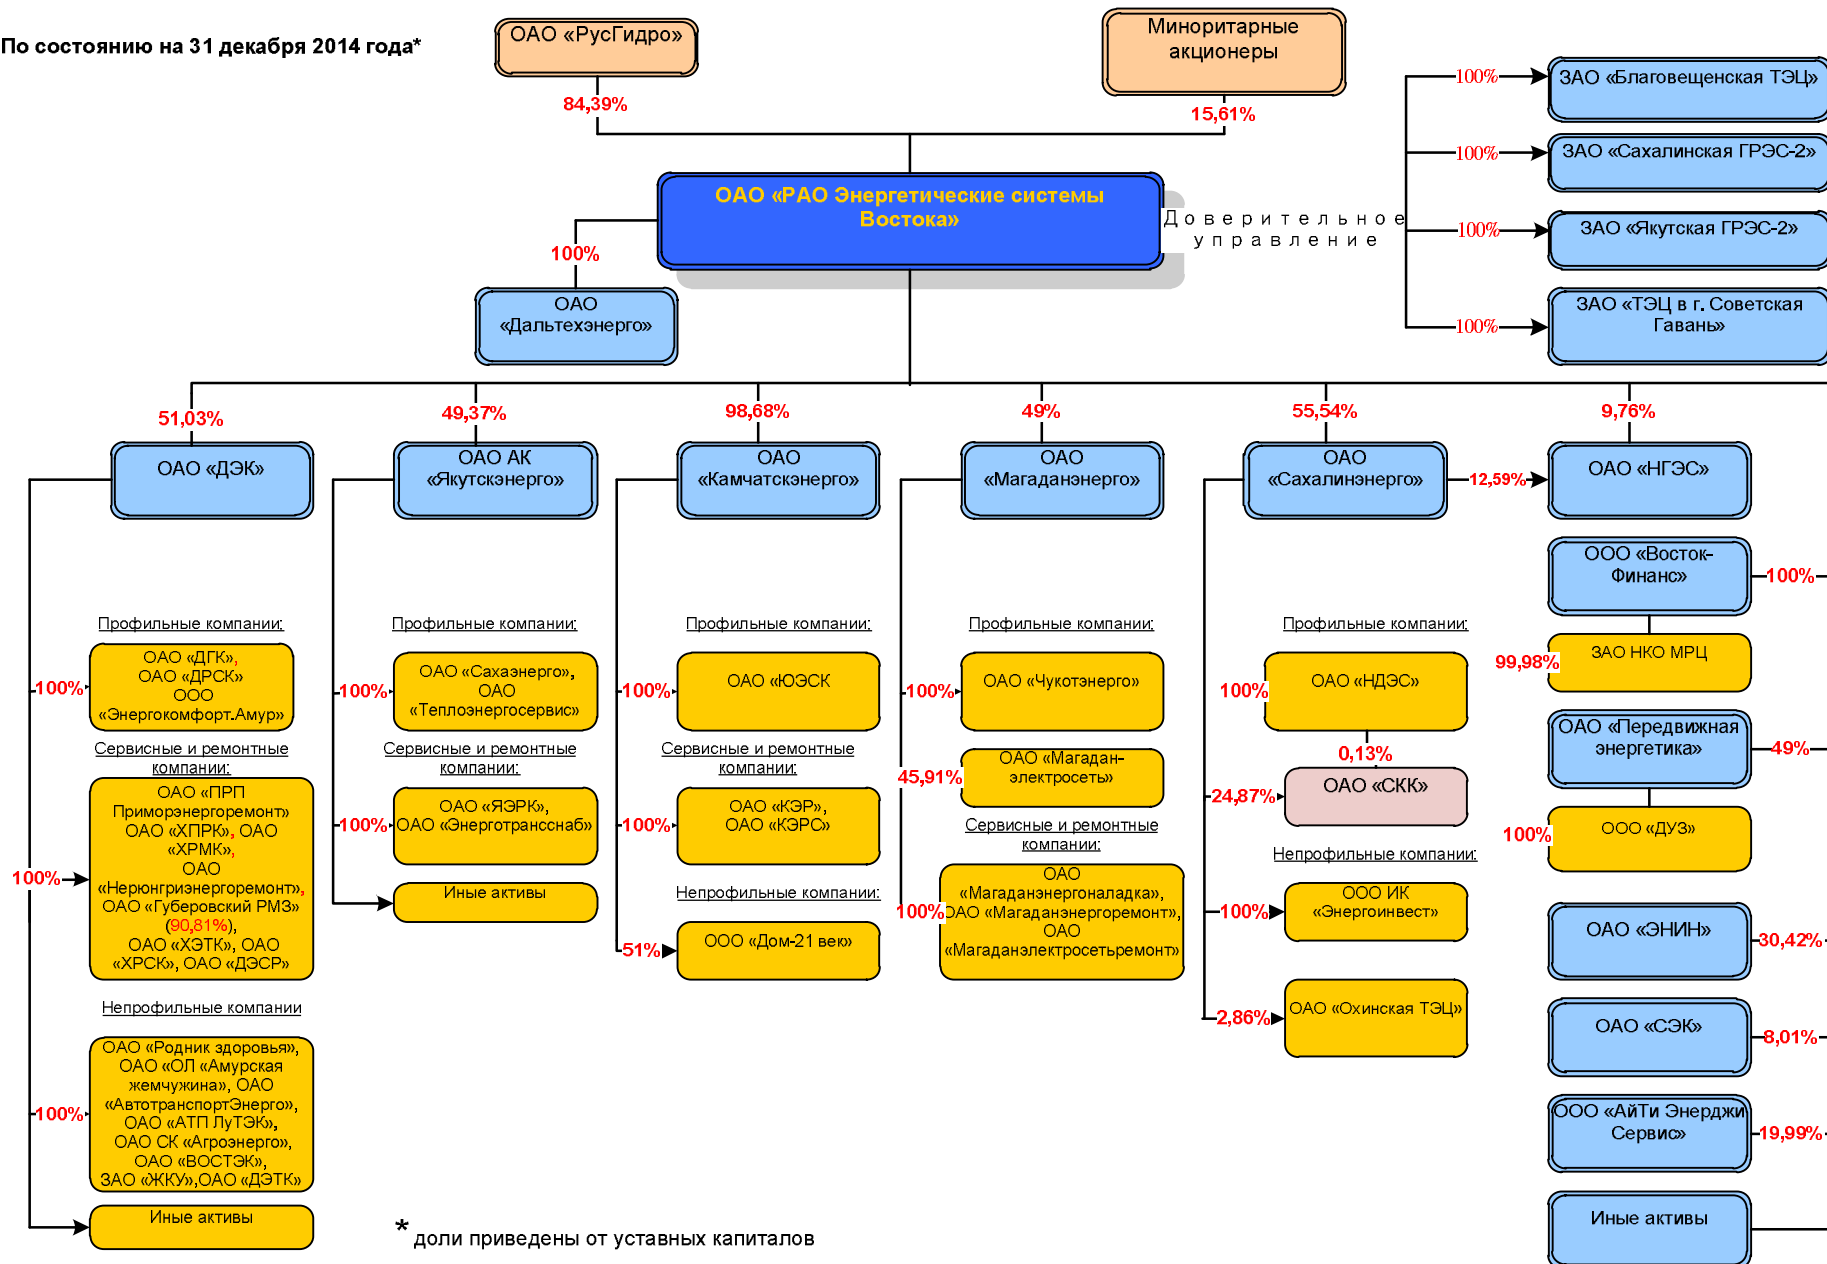 По состоянию на 31 декабря 2014 года*
ОАО «РусГидро»
Миноритарные
акционеры
84,39%
15,61%
ОАО «РАО Энергетические системы
Востока»
Доверительное
управление
100%
ЗАО «Благовещенская ТЭЦ»
100%
ЗАО «Сахалинская ГРЭС-2»
100%
ЗАО «Якутская ГРЭС-2»
100%
ЗАО «ТЭЦ в г. Советская
Гавань»
100%
ОАО
«Дальтехэнерго»
51,03%
49,37%
98,68%
49%
55,54%
9,76%
ОАО «ДЭК»
ОАО АК
«Якутскэнерго»
ОАО
«Камчатскэнерго»
ОАО
«Магаданэнерго»
ОАО
«Сахалинэнерго»
12,59%
ОАО «НГЭС»
Профильные компании:
100%
ОАО «ДГК»,
ОАО «ДРСК»
ООО
«Энергокомфорт.Амур»
Сервисные и ремонтные
компании:
100%
ОАО «ПРП
Приморэнергоремонт»
ОАО «ХПРК», ОАО
«ХРМК»,
ОАО
«Нерюнгриэнергоремонт»,
ОАО «Губеровский РМЗ»
(90,81%),
ОАО «ХЭТК», ОАО
«ХРСК», ОАО «ДЭСР»
Непрофильные компании
100%
ОАО «Родник здоровья»,
ОАО «ОЛ «Амурская
жемчужина», ОАО
«АвтотранспортЭнерго»,
ОАО «АТП ЛуТЭК»,
ОАО СК «Агроэнерго»,
ОАО «ВОСТЭК»,
ЗАО «ЖКУ»,ОАО «ДЭТК»
Иные активы
Профильные компании:
100%
ОАО «Сахаэнерго»,
ОАО
«Теплоэнергосервис»
Сервисные и ремонтные
компании:
100%
ОАО «ЯЭРК»,
ОАО «Энерготрансснаб»
Иные активы
Профильные компании:
100%
ОАО «ЮЭСК
Сервисные и ремонтные
компании:
100%
ОАО «КЭР»,
ОАО «КЭРС»
Непрофильные компании:
51%
ООО «Дом-21 век»
Профильные компании:
100%
ОАО «Чукотэнерго»
45,91%
ОАО «Магадан-
электросеть»
Сервисные и ремонтные
компании:
100%
ОАО
«Магаданэнергоналадка»,
ОАО «Магаданэнергоремонт»,
ОАО
«Магаданэлектросетьремонт»
Профильные компании:
100%
ОАО «НДЭС»
0,13%
24,87%
ОАО «СКК»
Непрофильные компании:
100%
ООО ИК
«Энергоинвест»
2,86%
ОАО «Охинская ТЭЦ»
ООО «Восток-
Финанс»
100%
99,98%
ЗАО НКО МРЦ
ОАО «Передвижная
энергетика»
49%
100%
ООО «ДУЗ»
ОАО «ЭНИН»
30,42%
ОАО «СЭК»
8,01%
ООО «АйТи Энерджи
Сервис»
19,99%
Иные активы
* доли приведены от уставных капиталов